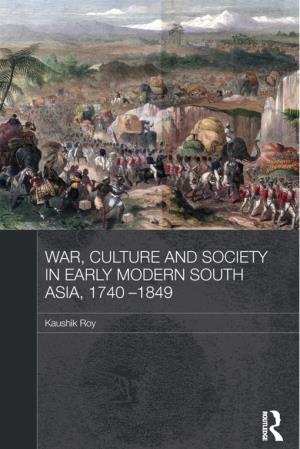 WAR, CULTURE AND SOCIETY
IN EARLY MODERN SOUTH
ASIA, 1740 –1849
Kaushik Roy
R
ROUTLEDGE